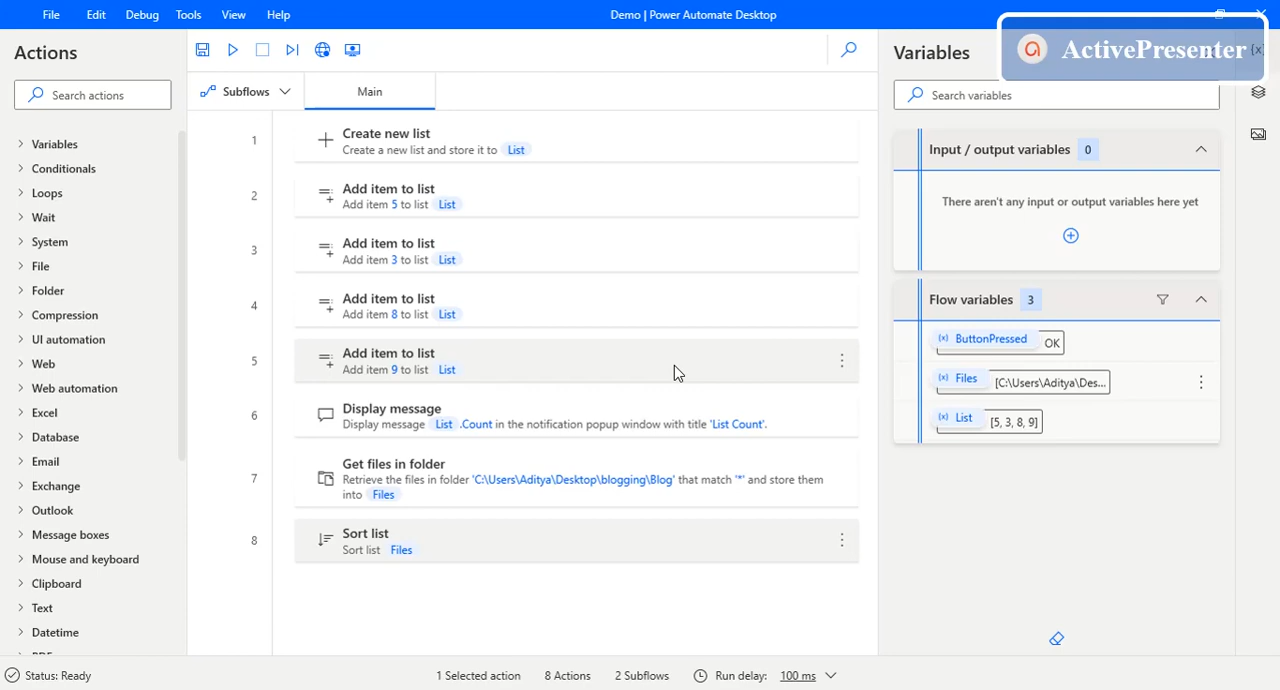 File Edit Debug Tools View Help
Demo | Power Automate Desktop
ActivePresenter
Actions
Search actions
Variables
Conditionals
Loops
Wait
System
File
Folder
Compression
UI automation
Web
Web automation
Excel
Database
Email
Exchange
Outlook
Message boxes
Mouse and keyboard
Clipboard
Text
Datetime
Subflows
Main
1
Create new list
Create a new list and store it to List
2
Add item to list
Add item 5 to list List
3
Add item to list
Add item 3 to list List
4
Add item to list
Add item 8 to list List
5
Add item to list
Add item 9 to list List
6
Display message
Display message List .Count in the notification popup window with title 'List Count'.
7
Get files in folder
Retrieve the files in folder 'C:\Users\Aditya\Desktop\blogging\Blog' that match '*' and store them
into Files
8
Sort list
Sort list Files
Variables
{x}
Search variables
Input / output variables 0
There aren't any input or output variables here yet
Flow variables 3
(x) ButtonPressed OK
(x) Files [C:\Users\Aditya\Des...
(x) List [5, 3, 8, 9]
Status: Ready
1 Selected action
8 Actions
2 Subflows
Run delay: 100 ms